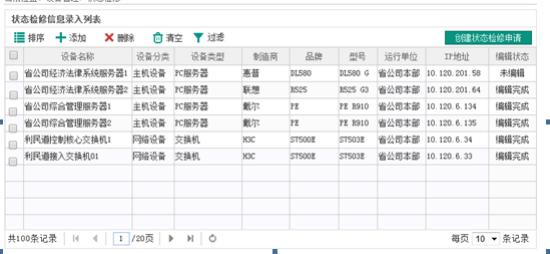 状态检修信息录入列表
排序 添加 删除 清空 过滤 创建状态检修申请
设备名称 设备分类 设备类型 制造商 品牌 型号 运行单位 IP地址 编辑状态
省公司经济法律系统服务器1 主机设备 PC服务器 惠普 DL580 DL580 G 省公司本部 10.120.201.58 未编辑
省公司经济法律系统服务器2 主机设备 PC服务器 联想 R525 R525 G3 省公司本部 10.120.201.64 编辑完成
省公司综合管理服务器1 主机设备 PC服务器 戴尔 PE PE R910 省公司本部 10.120.6.134 编辑完成
省公司综合管理服务器2 主机设备 PC服务器 戴尔 PE PE R910 省公司本部 10.120.6.135 编辑完成
利民道控制核心交换机1 网络设备 交换机 H3C S7500E S7503E 省公司本部 10.120.6.34 编辑完成
利民道接入交换机01 网络设备 交换机 H3C S7500E S7503E 省公司本部 10.120.6.33 编辑完成
共100条记录 1 /20页 每页 10 条记录